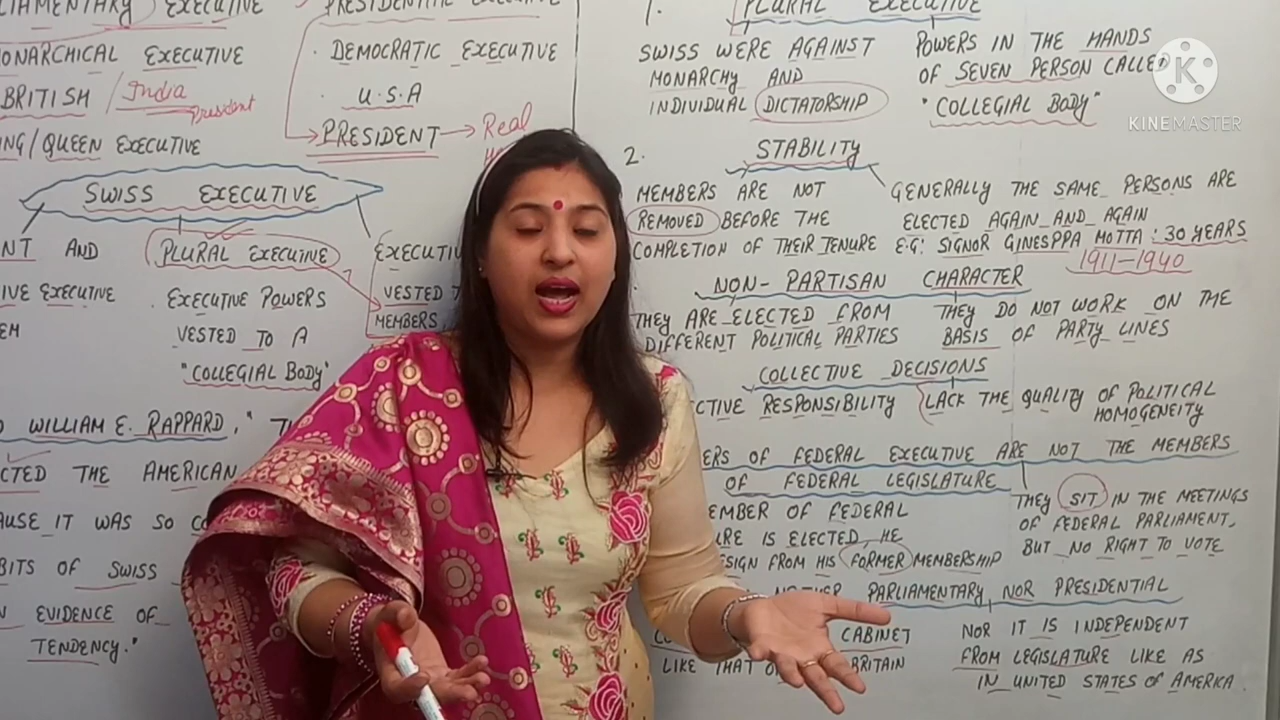 EXECUTIVE
ONARCHICAL EXECUTIVE
BRITISH / India
President
NG/QUEEN EXECUTIVE
PRESIDENTIAL EXECUTIVE
· DEMOCRATIC EXECUTIVE
· U.S.A
PRESIDENT → Real
SWISS EXECUTIVE
NT AND
IVE EXECUTIVE
EM
PLURAL EXECUTIVE
· EXECUTIVE POWERS
VESTED TO A
"COLLEGIAL BODY"
EXECUTIV
VESTED T
MEMBERS
WILLIAM E. RAPPARD, "T
CTED THE AMERICAN
AUSE IT WAS SO
BITS OF SWISS
N EVIDENCE OF
TENDENCY."
1. PLURAL EXECUTIVE
SWISS WERE AGAINST
MONARCHY AND
INDIVIDUAL DICTATORSHIP
POWERS IN THE HANDS
OF SEVEN PERSON CALLED
"COLLEGIAL BODY"
2. STABILITY
MEMBERS ARE NOT
REMOVED BEFORE THE
COMPLETION OF THEIR TENURE
GENERALLY THE SAME PERSONS ARE
ELECTED AGAIN AND AGAIN
E.G: SIGNOR GINESPPA MOTTA : 30 YEARS
1911-1940
NON-PARTISAN CHARACTER
THEY ARE ELECTED FROM
DIFFERENT POLITICAL PARTIES
THEY DO NOT WORK ON THE
BASIS OF PARTY LINES
COLLECTIVE DECISIONS
CTIVE RESPONSIBILITY
LACK THE QUALITY OF POLITICAL
HOMOGENITY
ERS OF FEDERAL EXECUTIVE ARE NOT THE MEMBERS
OF FEDERAL LEGISLATURE
EMBER OF FEDERAL
URE IS ELECTED, HE
SIGN FROM HIS FORMER MEMBERSHIP
THEY SIT IN THE MEETINGS
OF FEDERAL PARLIAMENT,
BUT NO RIGHT TO VOTE
PARLIAMENTARY NOR PRESIDENTIAL
CABINET
LIKE THAT OF BRITAIN
NOR IT IS INDEPENDENT
FROM LEGISLATURE LIKE AS
IN UNITED STATES OF AMERICA
K
KINEMASTER